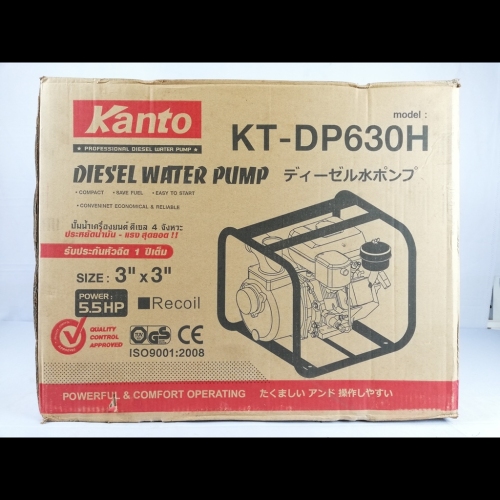 Kanto
★ PROFESSIONAL DIESEL WATER PUMP ★
model :
KT-DP630H
DIESEL WATER PUMP
ディーゼル水ポンプ
• COMPACT • SAVE FUEL • EASY TO START
• CONVENINET ECONOMICAL & RELIABLE
ปั๊มน้ำเครื่องยนต์ ดีเซล 4 จังหวะ
ประหยัดน้ำมัน - แรง สุดยอด !!
รับประกันหัวฉีด 1 ปีเต็ม
SIZE : 3" x 3"
POWER :
5.5HP
■Recoil
QUALITY
CONTROL
APPROVED
GS
CE
ISO9001:2008
POWERFUL & COMFORT OPERATING
たくましい アンド 操作しやすい